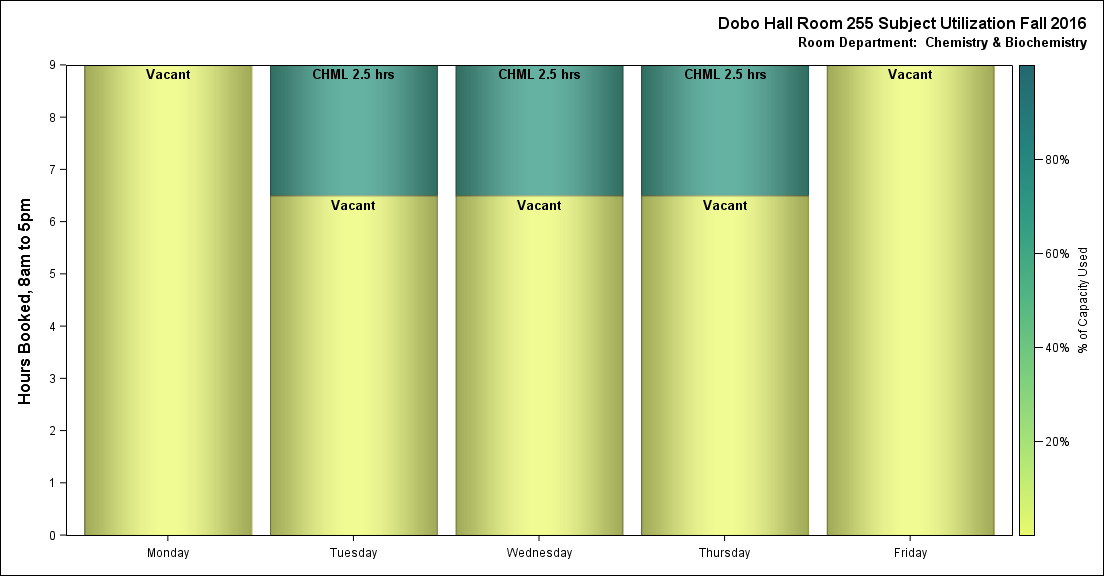 Dobo Hall Room 255 Subject Utilization Fall 2016
Room Department:  Chemistry & Biochemistry
Hours Booked, 8am to 5pm
9
8
7
6
5
4
3
2
1
0
Vacant
CHML 2.5 hrs
CHML 2.5 hrs
CHML 2.5 hrs
Vacant
Vacant
Vacant
Vacant
Monday
Tuesday
Wednesday
Thursday
Friday
80%
60%
40%
20%
% of Capacity Used